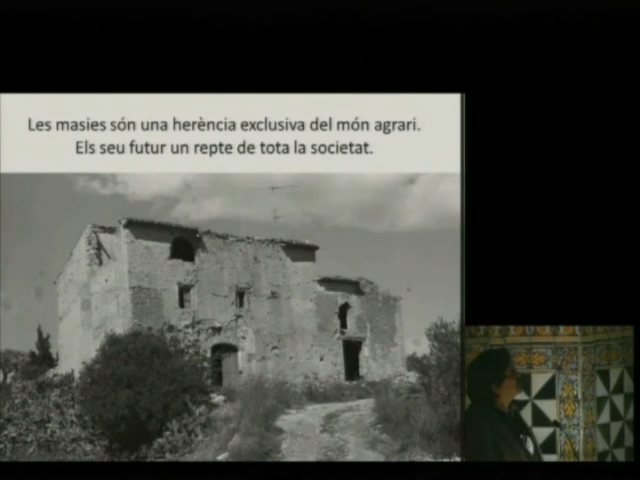 Les masies són una herència exclusiva del món agrari.
Els seu futur un repte de tota la societat.